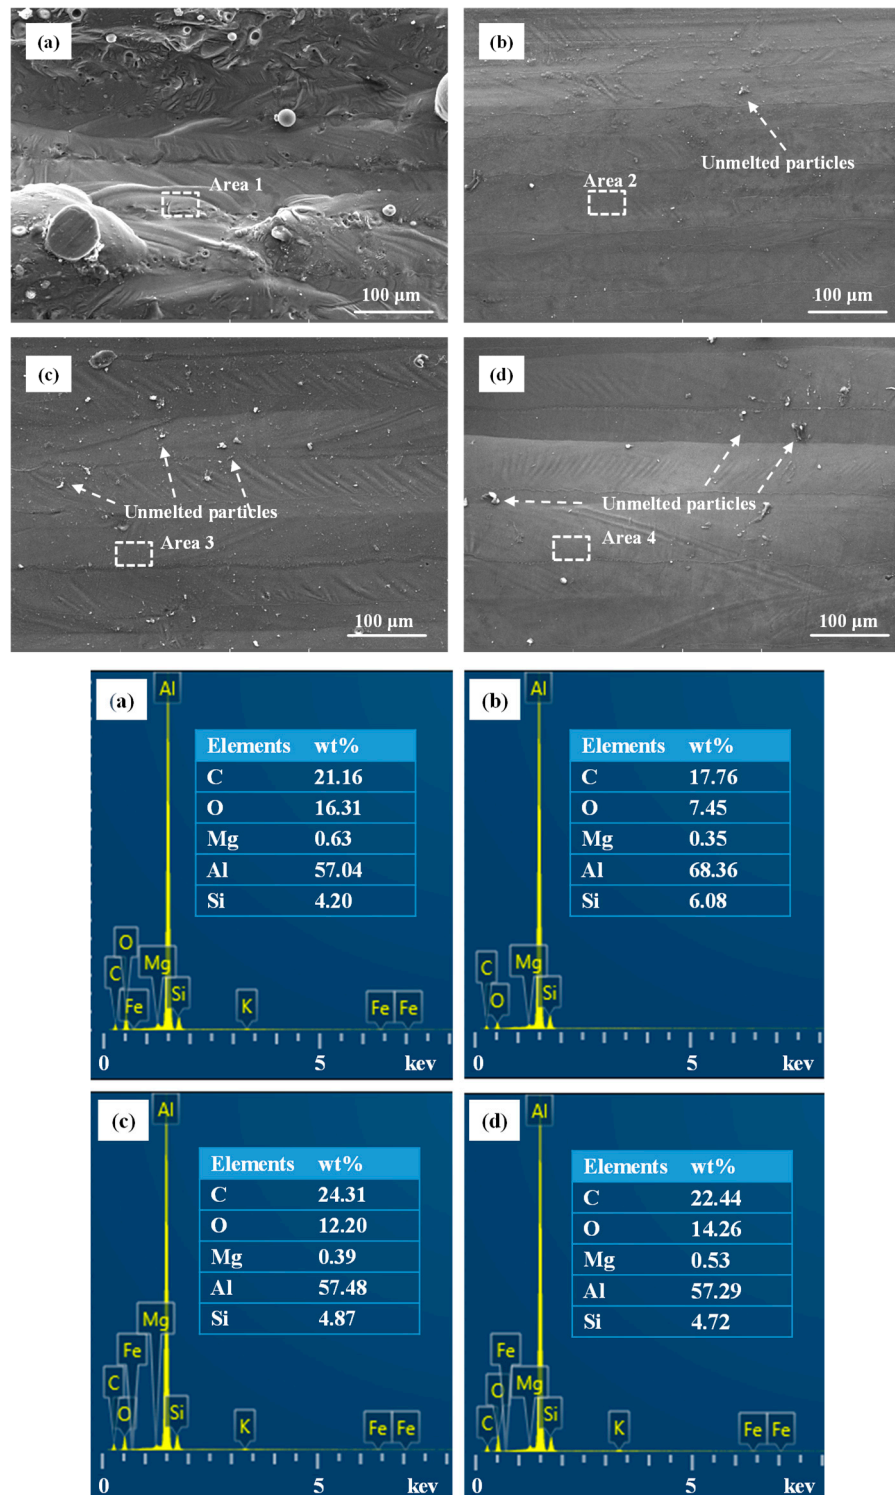 (a)
Area 1
100 µm
(b)
Unmelted particles
Area 2
100 µm
(c)
Unmelted particles
Area 3
100 µm
(d)
Unmelted particles
Area 4
100 µm
(a)
Al
Elements wt%
C 21.16
O 16.31
Mg 0.63
Al 57.04
Si 4.20
O
C
Mg
Fe
Si
K
Fe
Fe
0 5 kev
(b)
Al
Elements wt%
C 17.76
O 7.45
Mg 0.35
Al 68.36
Si 6.08
C
Mg
O
Si
0 5 kev
(c)
Al
Elements wt%
C 24.31
O 12.20
Mg 0.39
Al 57.48
Si 4.87
Mg
Fe
C
O
Si
K
Fe
Fe
0 5 kev
(d)
Al
Elements wt%
C 22.44
O 14.26
Mg 0.53
Al 57.29
Si 4.72
Fe
O
Mg
C
Si
K
Fe
Fe
0 5 kev